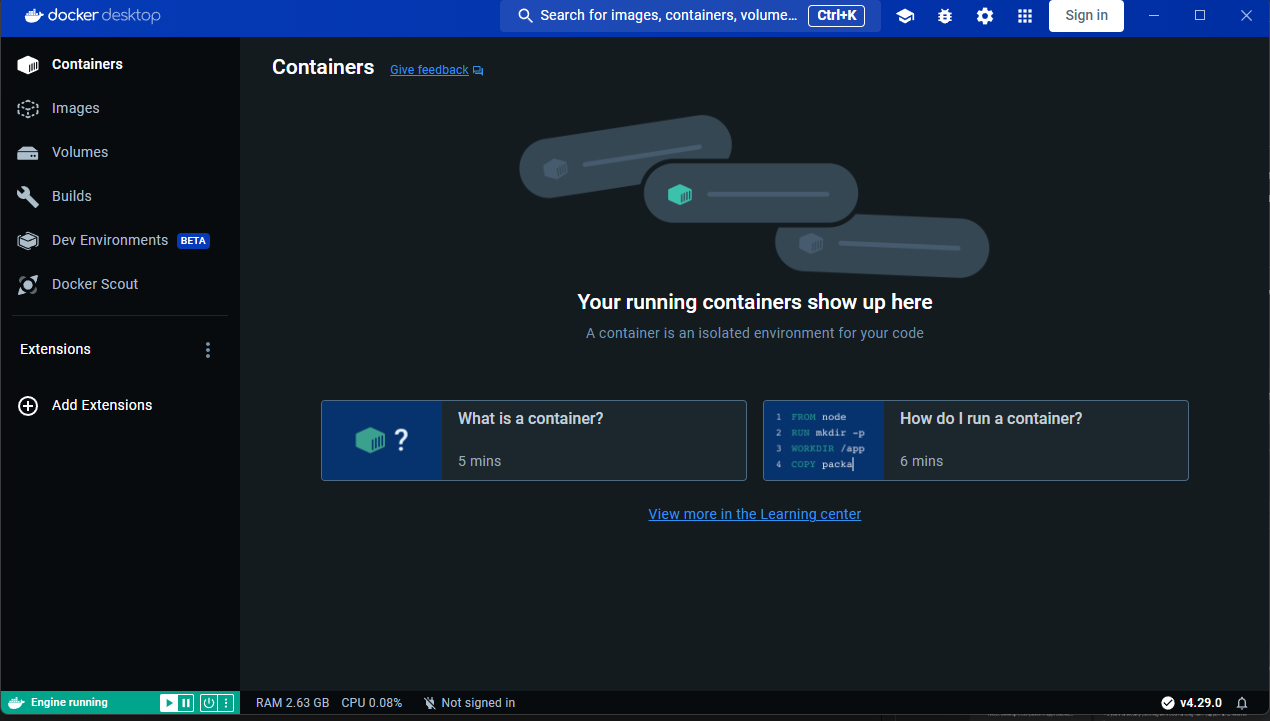 docker desktop
Search for images, containers, volume... Ctrl+K
Sign in
Containers
Images
Volumes
Builds
Dev Environments BETA
Docker Scout
Extensions
Add Extensions
Containers Give feedback
Your running containers show up here
A container is an isolated environment for your code
?
What is a container?
5 mins
1 FROM node
2 RUN mkdir -p
3 WORKDIR /app
4 COPY packa
How do I run a container?
6 mins
View more in the Learning center
Engine running
RAM 2.63 GB CPU 0.08% Not signed in
v4.29.0